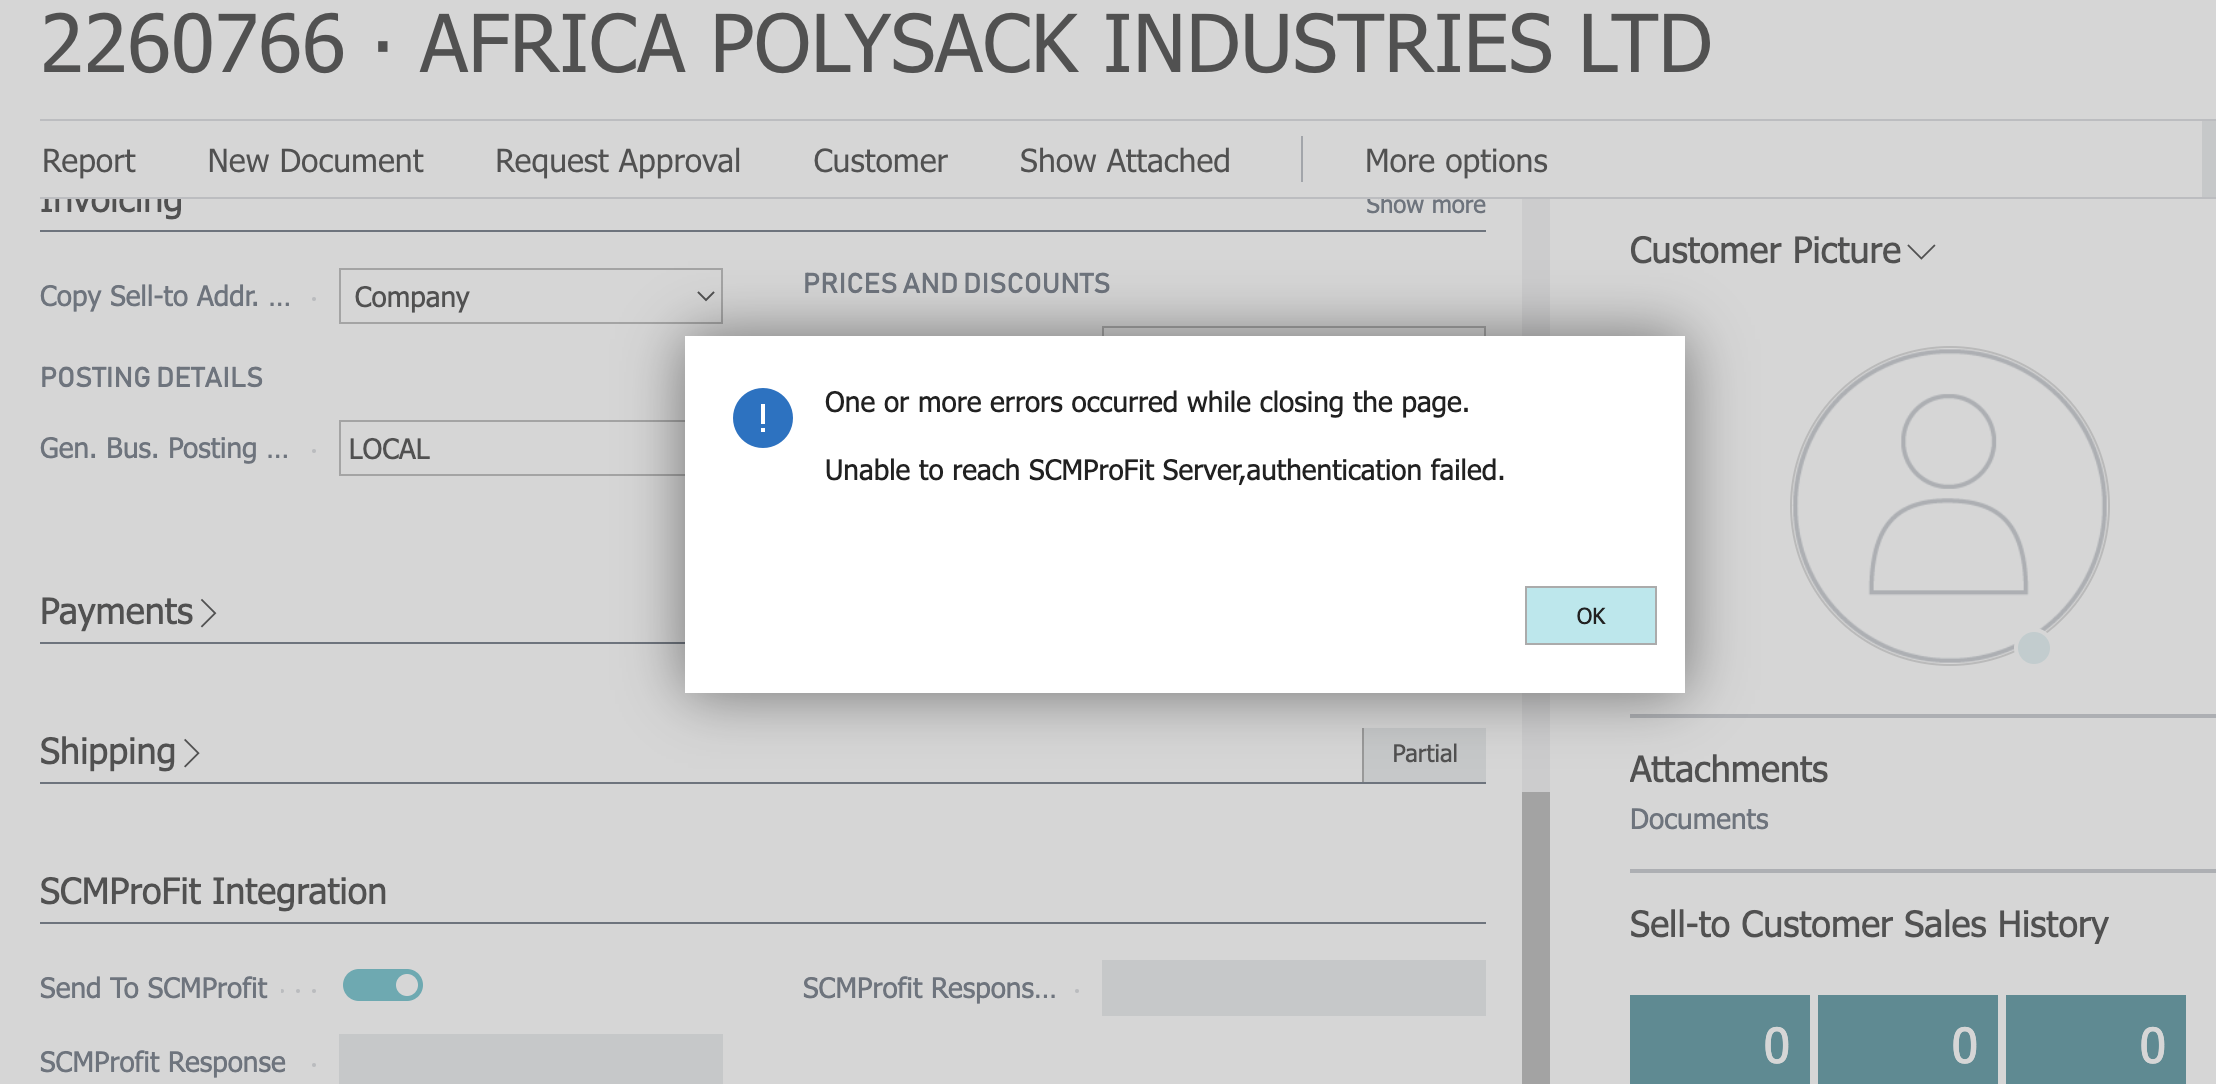 2260766 · AFRICA POLYSACK INDUSTRIES LTD
Report New Document Request Approval Customer Show Attached More options
Invoicing Show more
Customer Picture
Copy Sell-to Addr. ... Company
PRICES AND DISCOUNTS
POSTING DETAILS
Gen. Bus. Posting ... LOCAL
One or more errors occurred while closing the page.
Unable to reach SCMProFit Server,authentication failed.
OK
Payments
Shipping Partial
Attachments
Documents
SCMProFit Integration
Sell-to Customer Sales History
Send To SCMProfit SCMProfit Respons...
SCMProfit Response
0 0 0